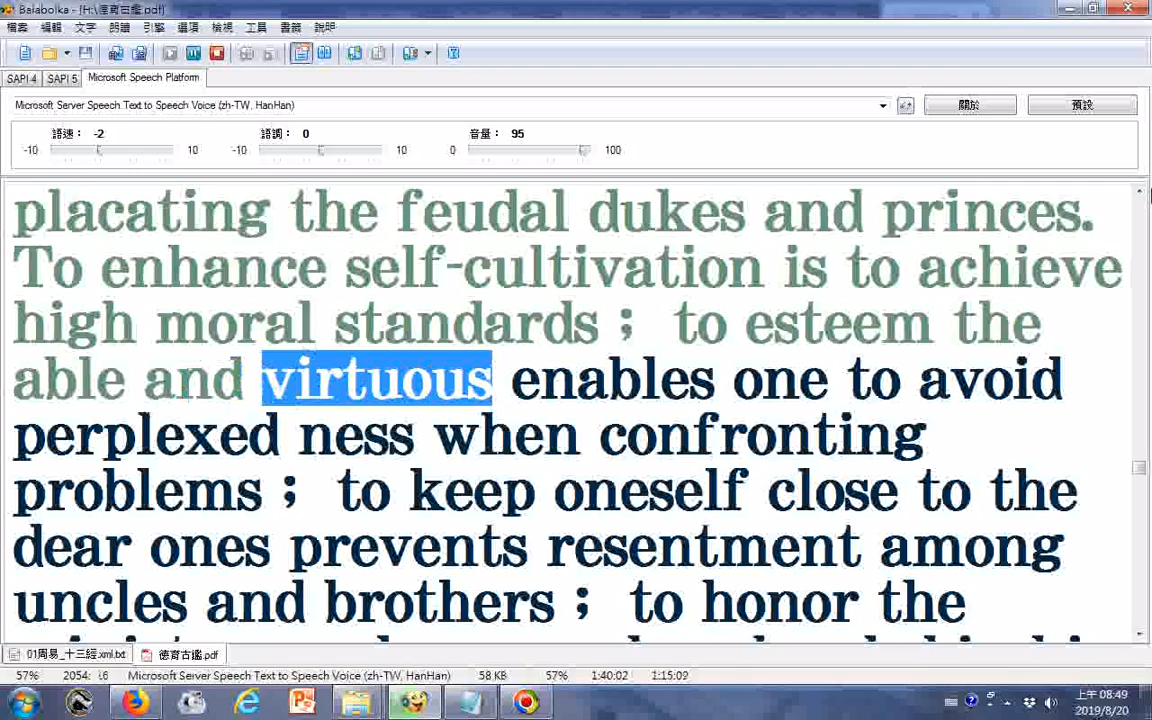 Balabolka - [H:\德育古鑑.pdf]
檔案 編輯 文字 朗讀 引擎 選項 檢視 工具 書籤 說明
SAPI 4 SAPI 5 Microsoft Speech Platform
Microsoft Server Speech Text to Speech Voice (zh-TW, HanHan) 關於 預設
語速： -2 語調： 0 音量： 95
-10 10 -10 10 0 100
placating the feudal dukes and princes.
To enhance self-cultivation is to achieve
high moral standards； to esteem the
able and virtuous enables one to avoid
perplexed ness when confronting
problems； to keep oneself close to the
dear ones prevents resentment among
uncles and brothers； to honor the
01周易_十三經.xml.txt 德育古鑑.pdf
57% 2054: Microsoft Server Speech Text to Speech Voice (zh-TW, HanHan) 58 KB 57% 1:40:02 1:15:09
上午 08:49
2019/8/20